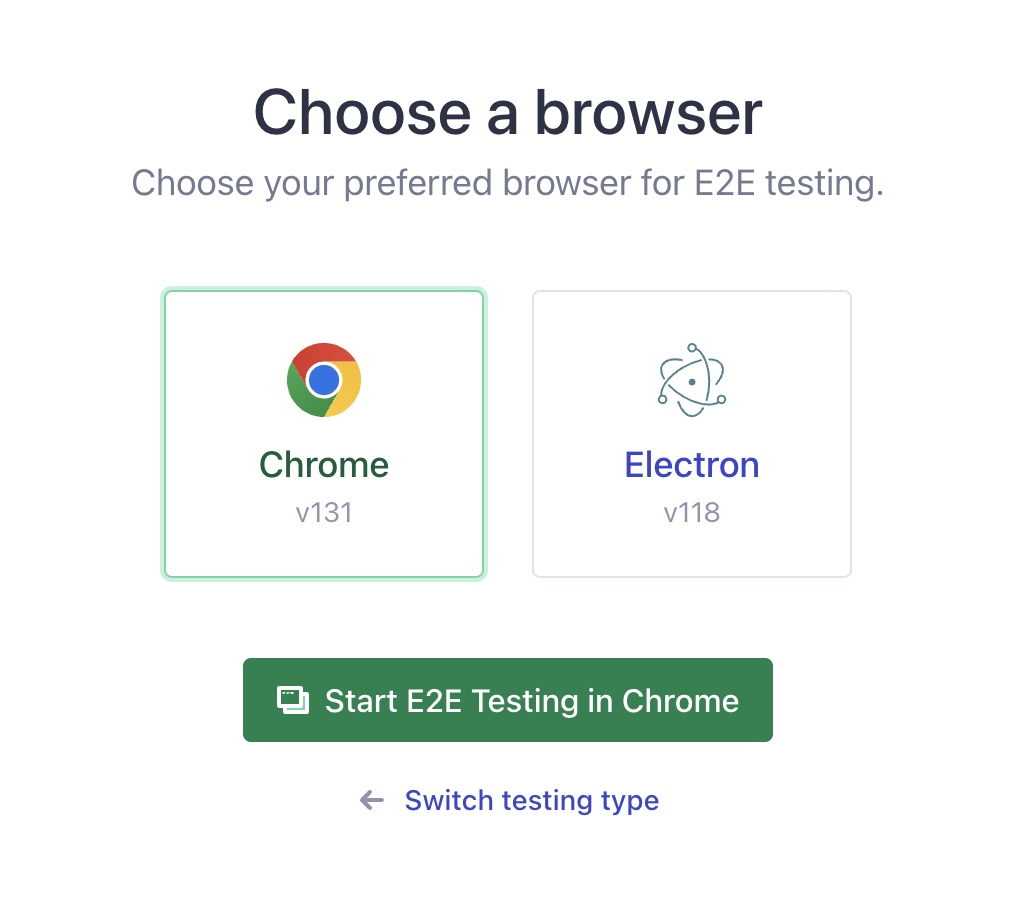 Choose a browser
Choose your preferred browser for E2E testing.
Chrome
v131
Electron
v118
Start E2E Testing in Chrome
Switch testing type